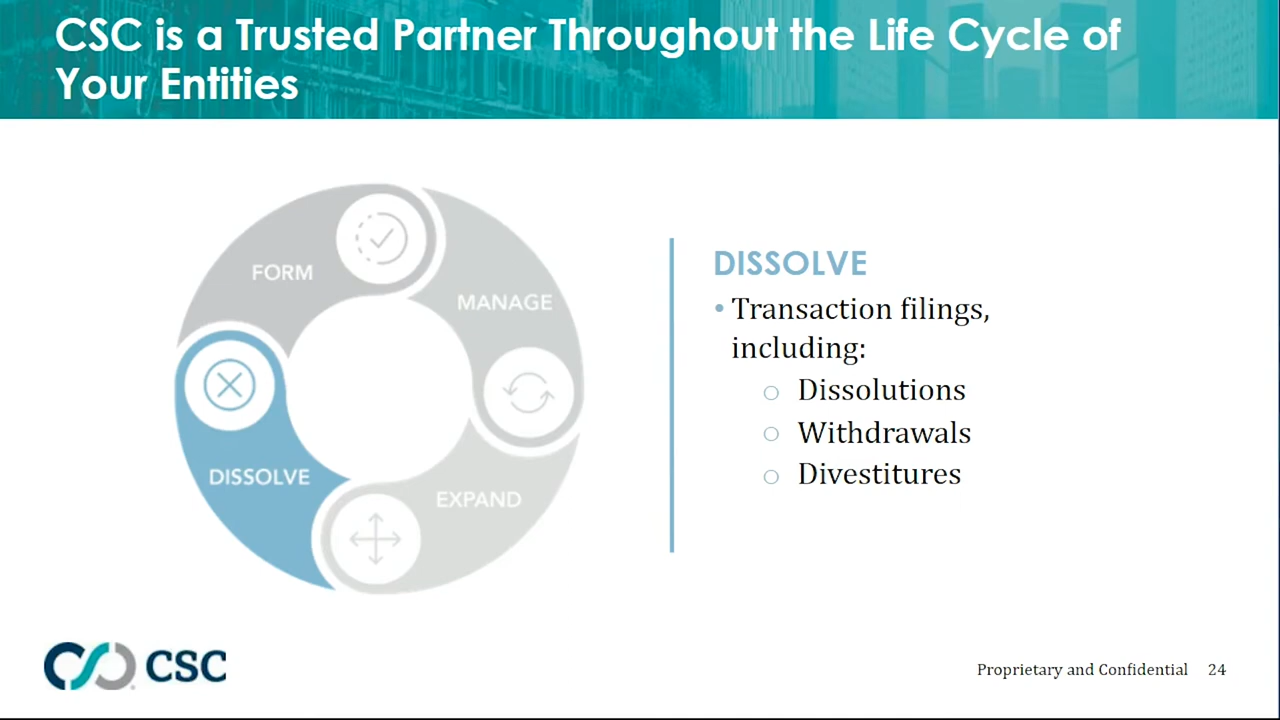 CSC is a Trusted Partner Throughout the Life Cycle of
Your Entities
FORM
MANAGE
DISSOLVE
EXPAND
DISSOLVE
• Transaction filings,
including:
○ Dissolutions
○ Withdrawals
○ Divestitures
CSC
Proprietary and Confidential 24